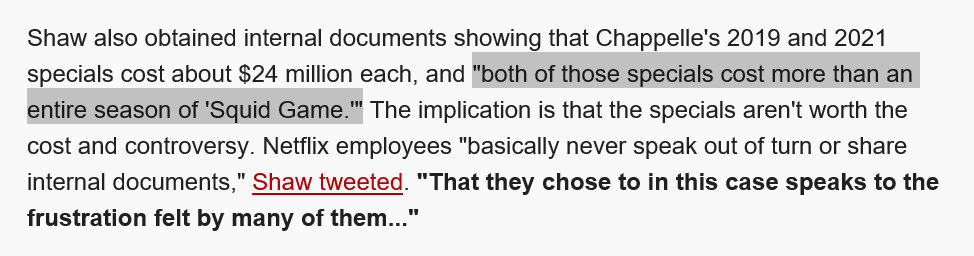 Shaw also obtained internal documents showing that Chappelle's 2019 and 2021
specials cost about $24 million each, and "both of those specials cost more than an
entire season of 'Squid Game.'" The implication is that the specials aren't worth the
cost and controversy. Netflix employees "basically never speak out of turn or share
internal documents," Shaw tweeted. "That they chose to in this case speaks to the
frustration felt by many of them..."